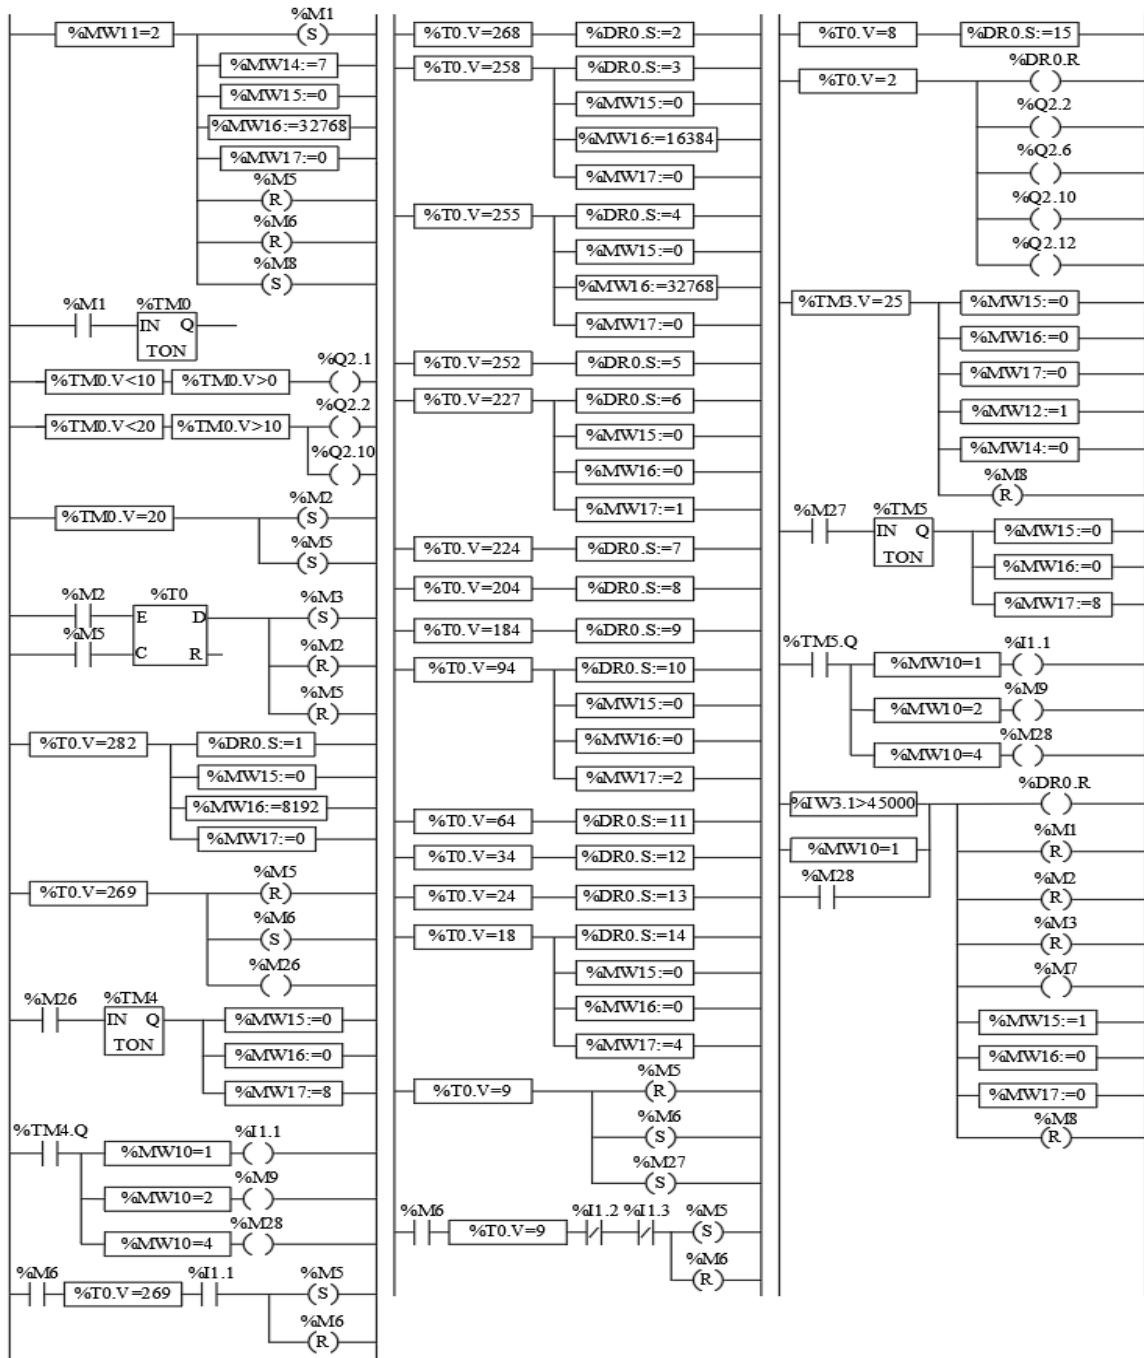 %M1
%MW11=2
(S)
%MW14:=7
%MW15:=0
%MW16:=32768
%MW17:=0
%M5
(R)
%M6
(R)
%M8
(S)
%M1 %TM0
IN Q
TON
%Q2.1
%TM0.V<10 %TM0.V>0 ( )
%Q2.2
%TM0.V<20 %TM0.V>10 ( )
%Q2.10
( )
%M2
%TM0.V=20 (S)
%M5
(S)
%M2 %T0 %M3
E D (S)
%M5 %M2
C R (R)
%M5
(R)
%T0.V=282 %DR0.S:=1
%MW15:=0
%MW16:=8192
%MW17:=0
%M5
%T0.V=269 (R)
%M6
(S)
%M26
( )
%M26 %TM4
IN Q %MW15:=0
TON
%MW16:=0
%MW17:=8
%TM4.Q %I1.1
%MW10=1 ( )
%M9
%MW10=2 ( )
%M28
%MW10=4 ( )
%M6 %I1.1 %M5
%T0.V=269 (S)
%M6
(R)
%T0.V=268 %DR0.S:=2
%T0.V=258 %DR0.S:=3
%MW15:=0
%MW16:=16384
%MW17:=0
%T0.V=255 %DR0.S:=4
%MW15:=0
%MW16:=32768
%MW17:=0
%T0.V=252 %DR0.S:=5
%T0.V=227 %DR0.S:=6
%MW15:=0
%MW16:=0
%MW17:=1
%T0.V=224 %DR0.S:=7
%T0.V=204 %DR0.S:=8
%T0.V=184 %DR0.S:=9
%T0.V=94 %DR0.S:=10
%MW15:=0
%MW16:=0
%MW17:=2
%T0.V=64 %DR0.S:=11
%T0.V=34 %DR0.S:=12
%T0.V=24 %DR0.S:=13
%T0.V=18 %DR0.S:=14
%MW15:=0
%MW16:=0
%MW17:=4
%M5
%T0.V=9 (R)
%M6
(S)
%M27
(S)
%M6 %I1.2 %I1.3 %M5
%T0.V=9 (S)
%M6
(R)
%T0.V=8 %DR0.S:=15
%DR0.R
%T0.V=2 ( )
%Q2.2
( )
%Q2.6
( )
%Q2.10
( )
%Q2.12
( )
%TM3.V=25 %MW15:=0
%MW16:=0
%MW17:=0
%MW12:=1
%MW14:=0
%M8
(R)
%M27 %TM5
IN Q %MW15:=0
TON
%MW16:=0
%MW17:=8
%TM5.Q %I1.1
%MW10=1 ( )
%M9
%MW10=2 ( )
%M28
%MW10=4 ( )
%DR0.R
%IW3.1>45000 ( )
%M1
%MW10=1 (R)
%M28 %M2
(R)
%M3
(R)
%M7
( )
%MW15:=1
%MW16:=0
%MW17:=0
%M8
(R)